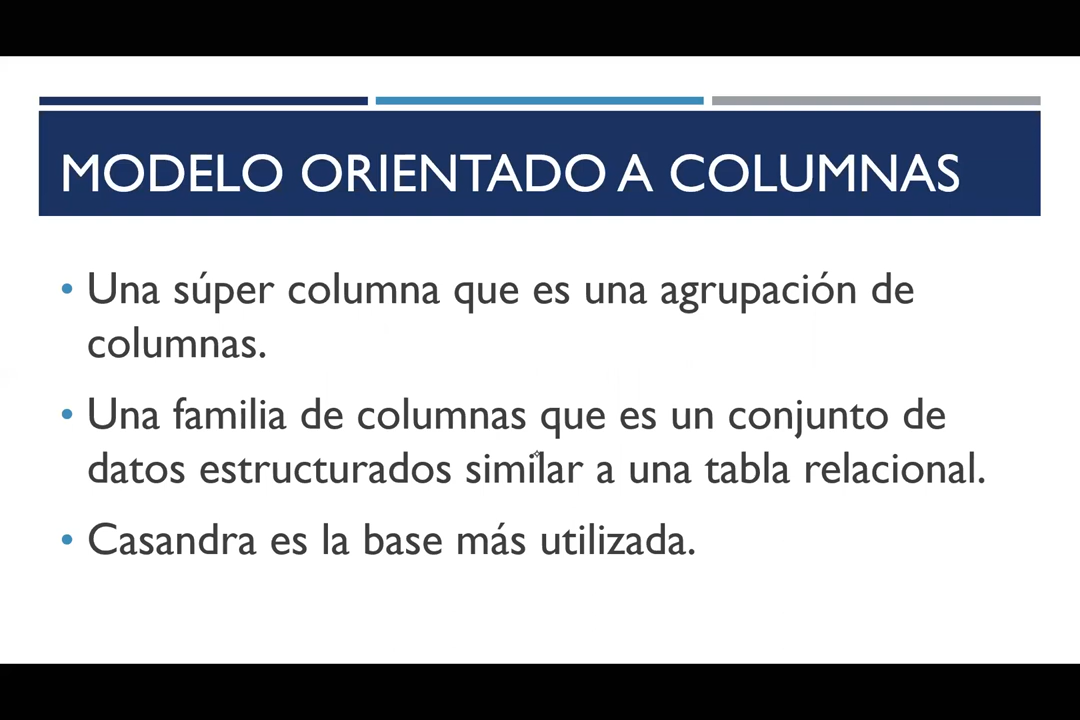 MODELO ORIENTADO A COLUMNAS
• Una súper columna que es una agrupación de
columnas.
• Una familia de columnas que es un conjunto de
datos estructurados similar a una tabla relacional.
• Casandra es la base más utilizada.